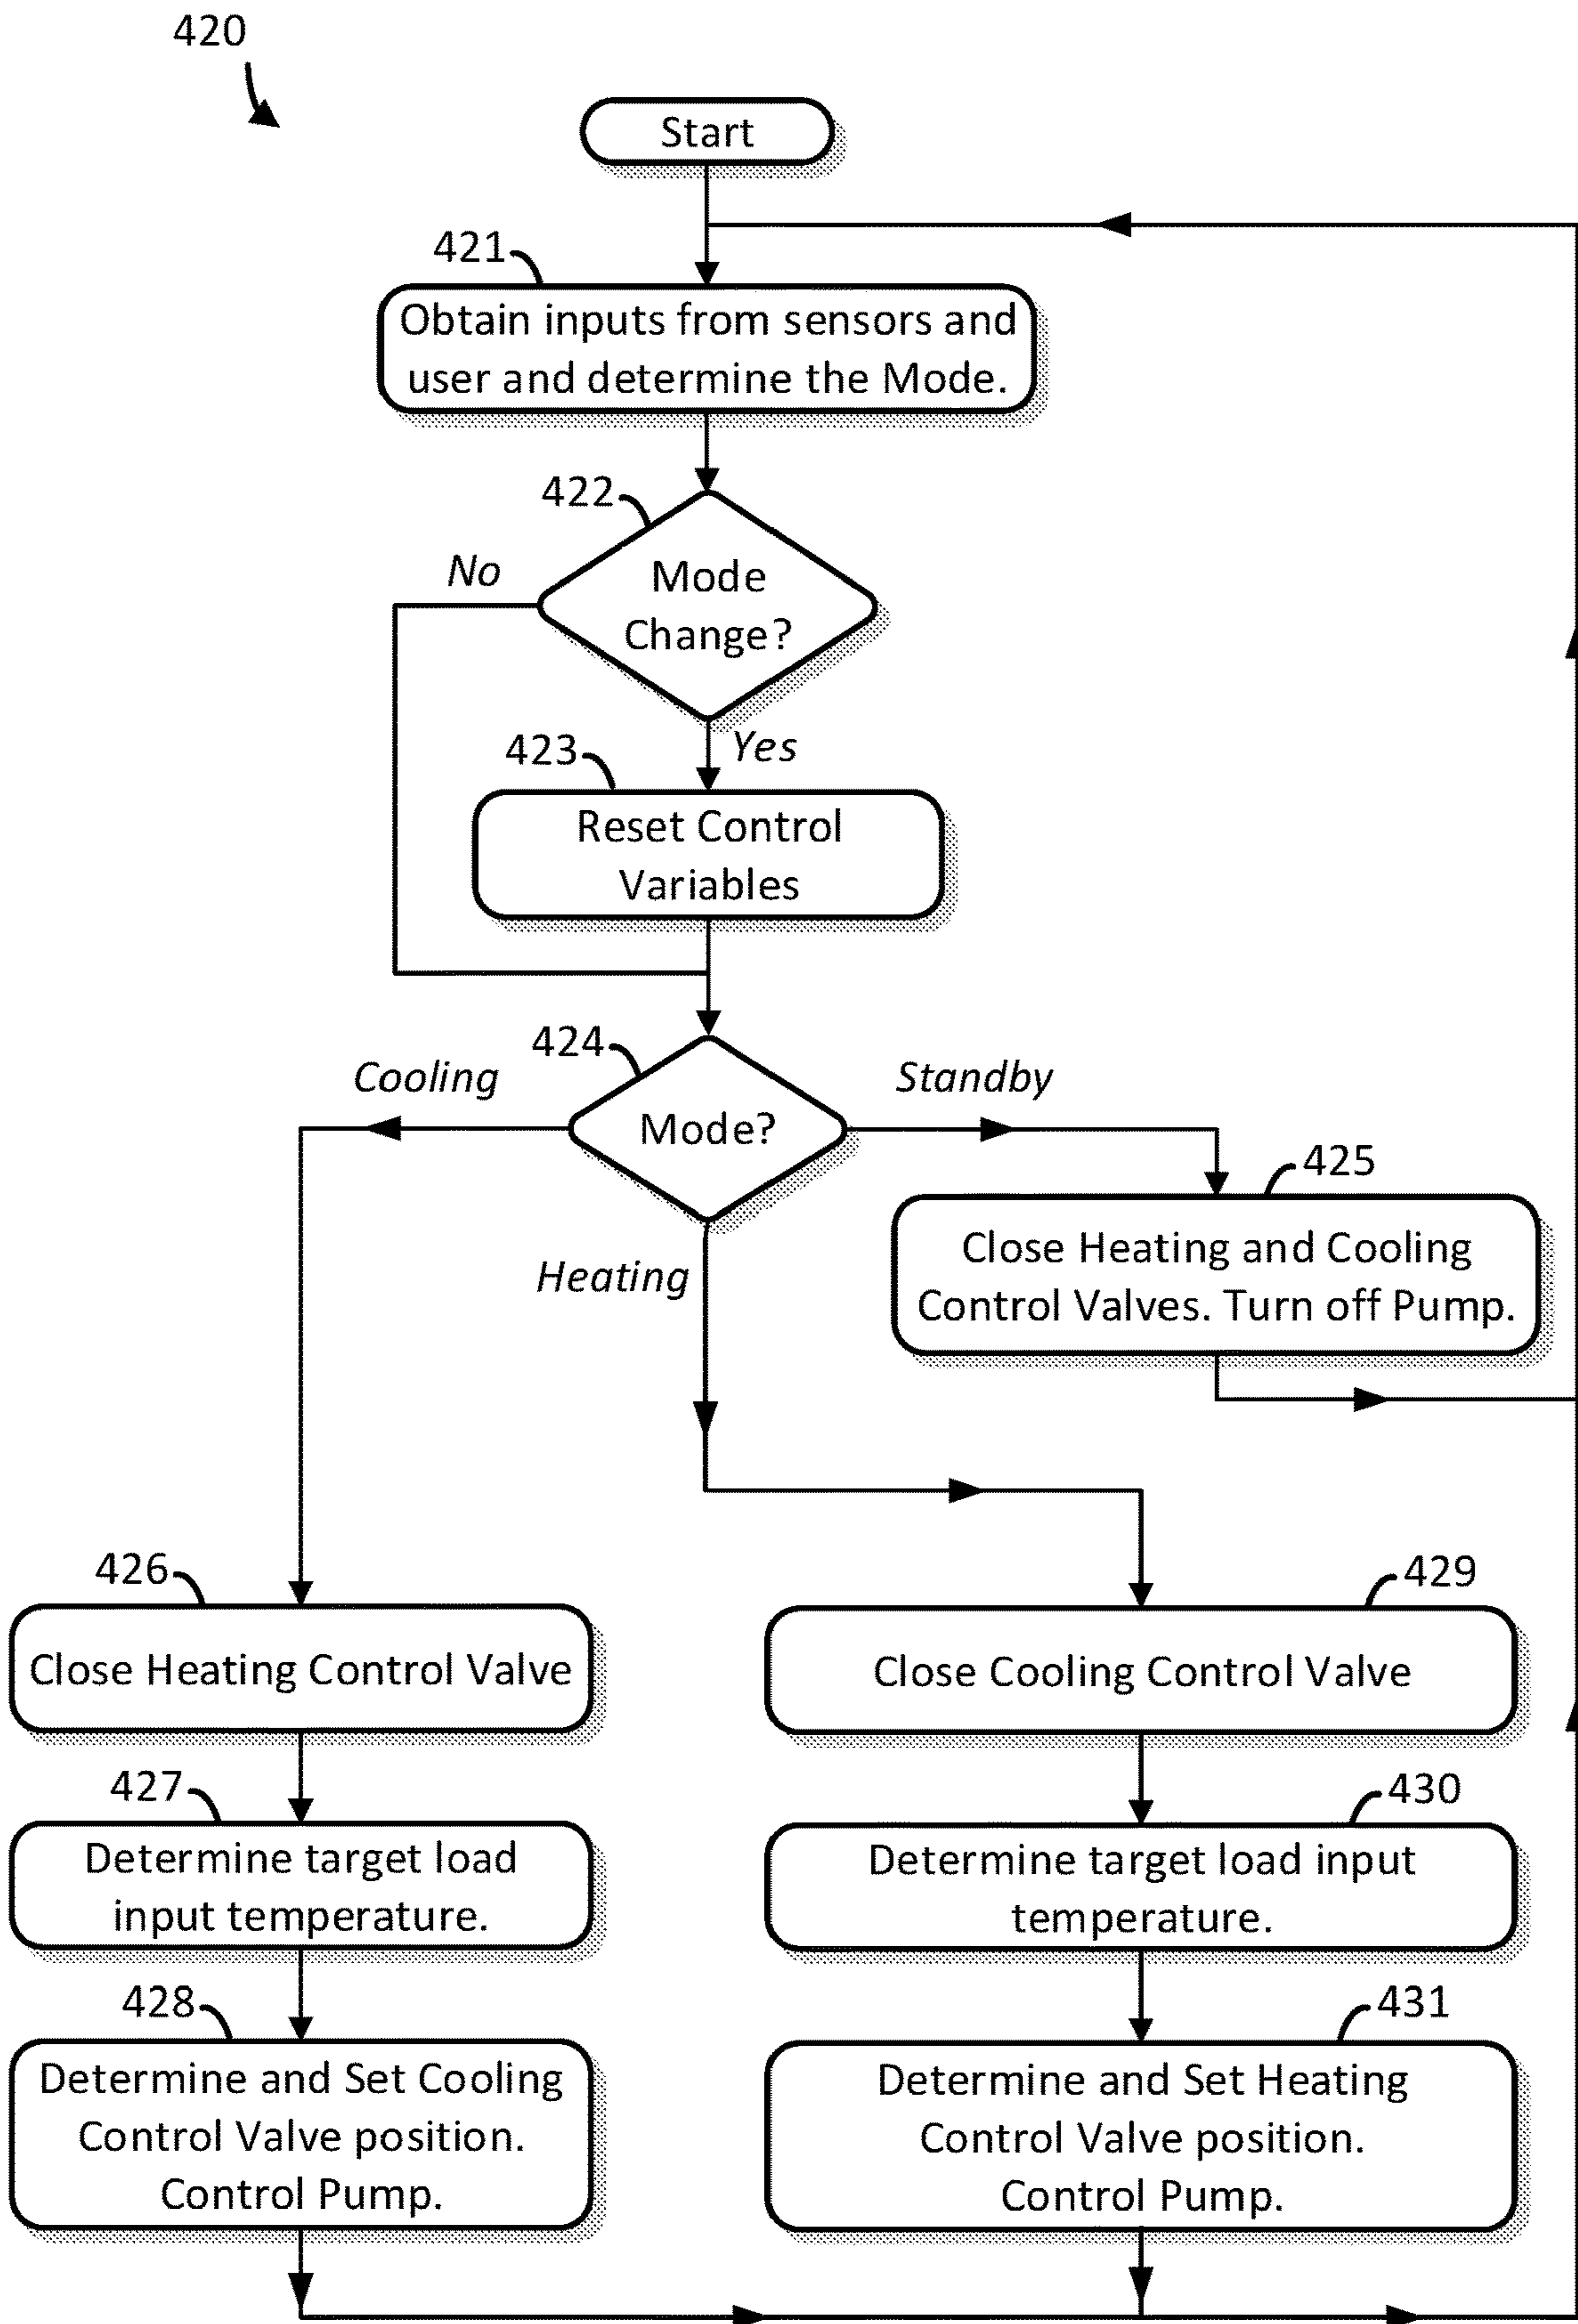 420
Start
421
Obtain inputs from sensors and
user and determine the Mode.
422
No
Mode
Change?
Yes
423
Reset Control
Variables
424
Cooling
Standby
Mode?
425
Heating
Close Heating and Cooling
Control Valves. Turn off Pump.
426
Close Heating Control Valve
429
Close Cooling Control Valve
427
Determine target load
input temperature.
430
Determine target load input
temperature.
428
Determine and Set Cooling
Control Valve position.
Control Pump.
431
Determine and Set Heating
Control Valve position.
Control Pump.